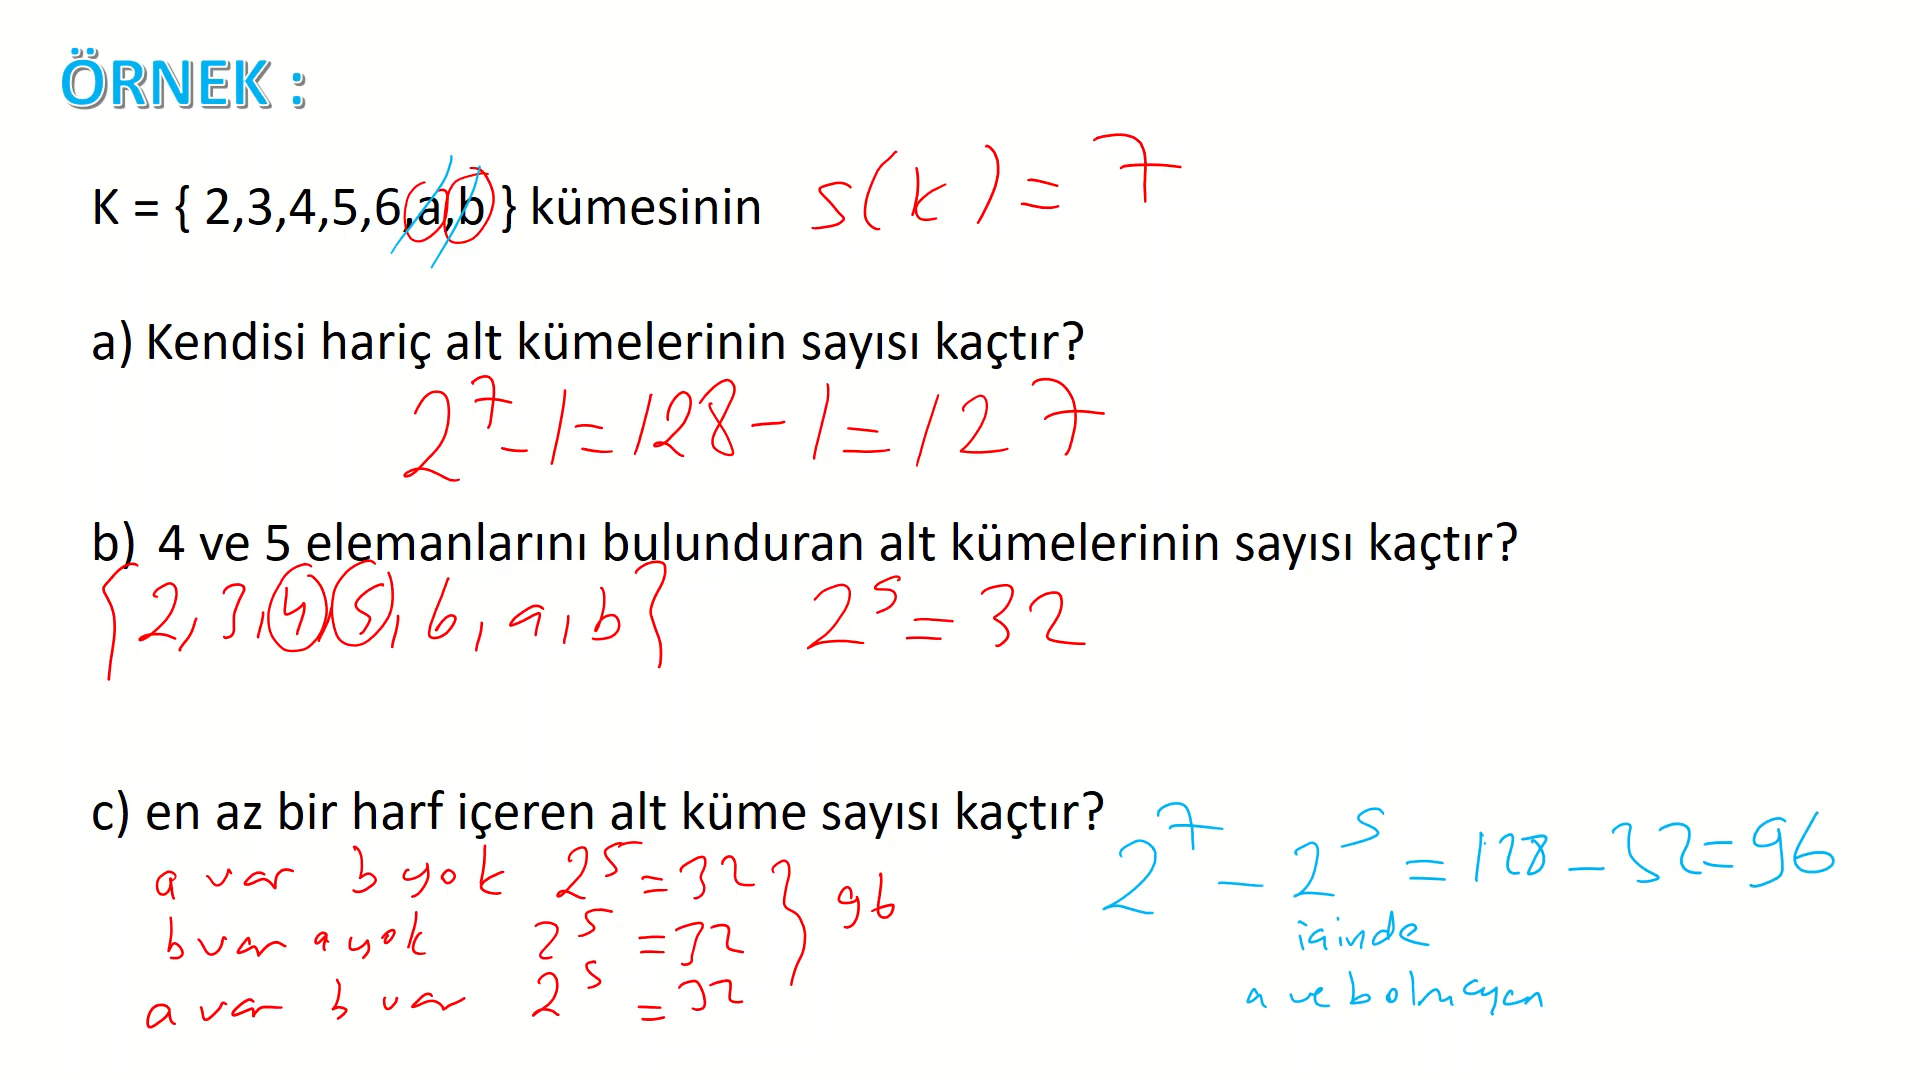 ÖRNEK :
K = { 2,3,4,5,6,a,b } kümesinin s(k) = 7
a) Kendisi hariç alt kümelerinin sayısı kaçtır?
2⁷ - 1 = 128 - 1 = 127
b) 4 ve 5 elemanlarını bulunduran alt kümelerinin sayısı kaçtır?
{2, 3, 4, 5, 6, a, b} 2⁵ = 32
c) en az bir harf içeren alt küme sayısı kaçtır?
2⁷ - 2⁵ = 128 - 32 = 96
a var b yok 2⁵ = 32 } 96
b var a yok 2⁵ = 32
a var b var 2⁵ = 32
içinde
a ve b olmayan